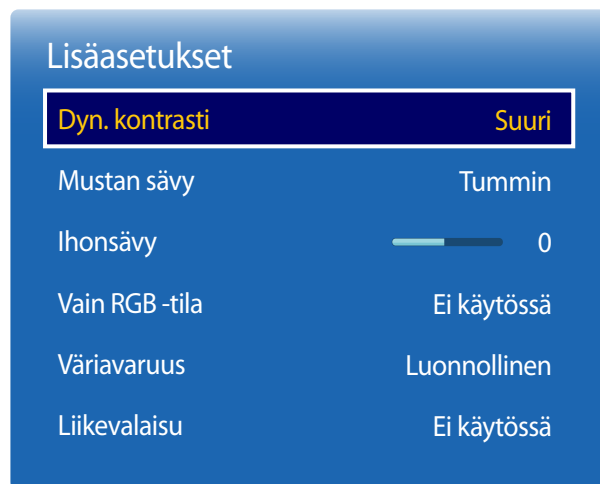 Lisäasetukset
Dyn. kontrasti Suuri
Mustan sävy Tummin
Ihonsävy 0
Vain RGB -tila Ei käytössä
Väriavaruus Luonnollinen
Liikevalaisu Ei käytössä